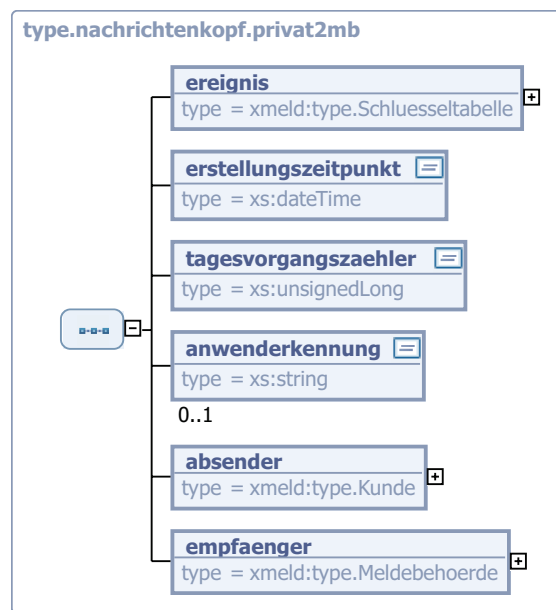 type.nachrichtenkopf.privat2mb
ereignis
type = xmeld:type.Schluesseltabelle
erstellungszeitpunkt
type = xs:dateTime
tagesvorgangszaehler
type = xs:unsignedLong
anwenderkennung
type = xs:string
0..1
absender
type = xmeld:type.Kunde
empfaenger
type = xmeld:type.Meldebehoerde